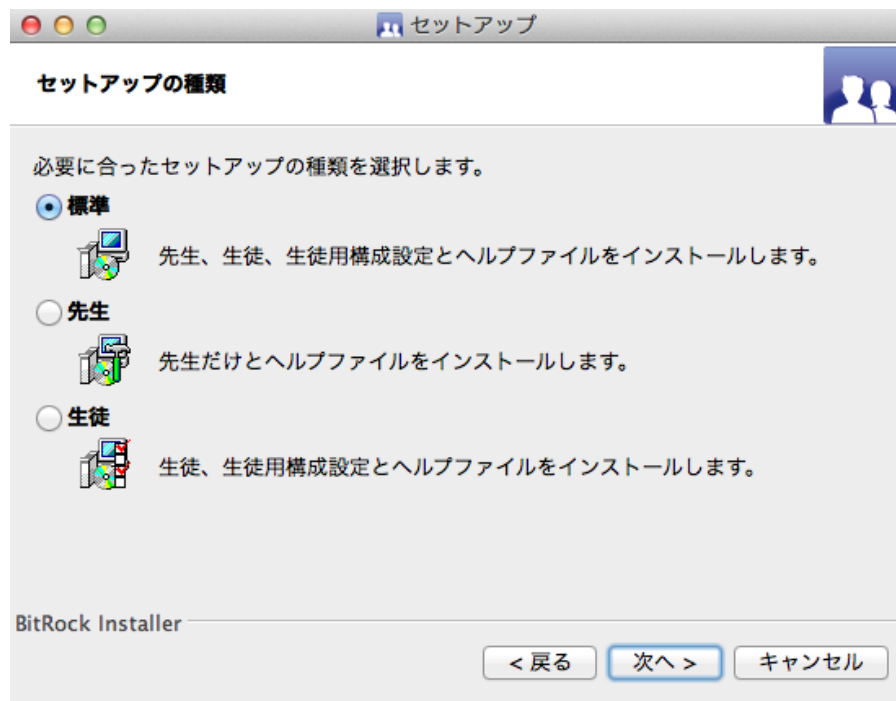 セットアップ
セットアップの種類
必要に合ったセットアップの種類を選択します。
標準
先生、生徒、生徒用構成設定とヘルプファイルをインストールします。
先生
先生だけとヘルプファイルをインストールします。
生徒
生徒、生徒用構成設定とヘルプファイルをインストールします。
BitRock Installer
< 戻る 次へ > キャンセル